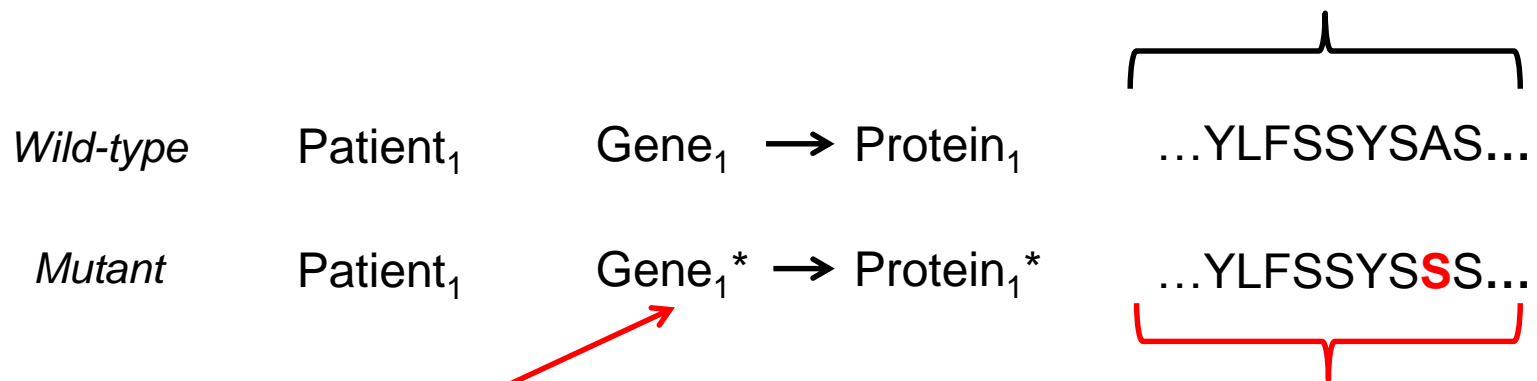 Wild-type Patient₁ Gene₁ → Protein₁ …YLFSSYSAS…
Mutant Patient₁ Gene₁* → Protein₁* …YLFSSYSSS…